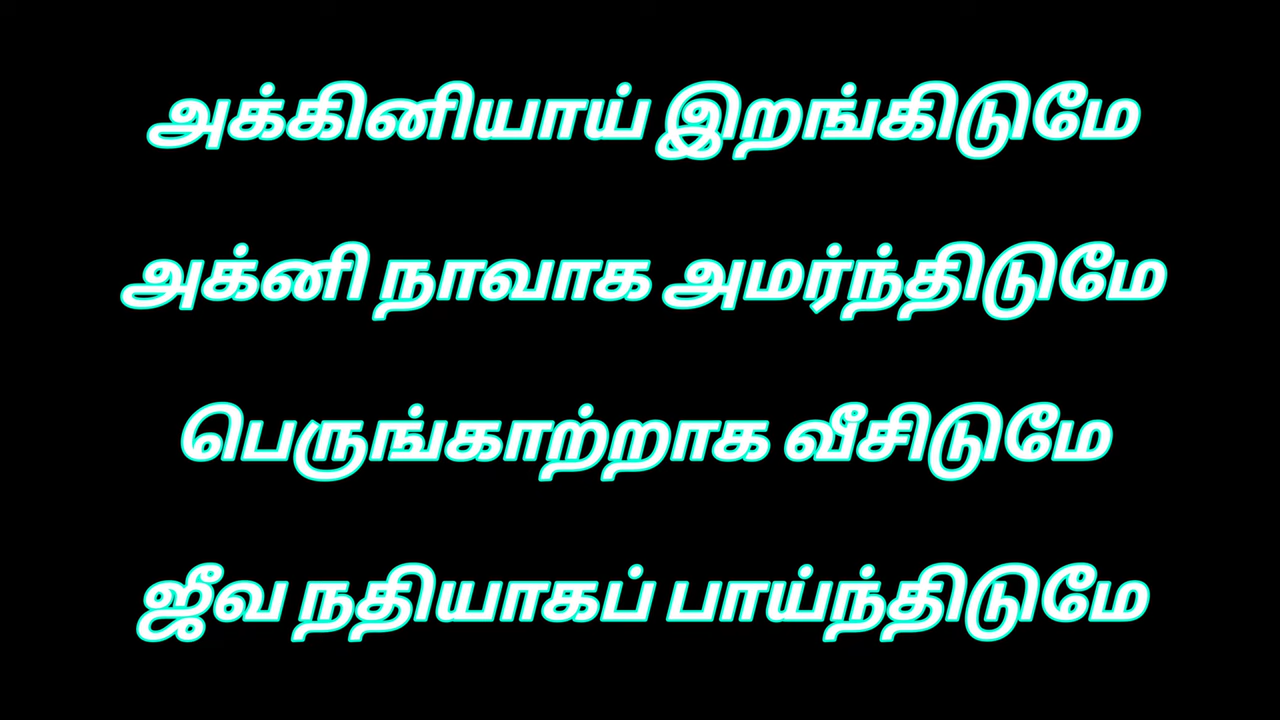 அக்கினியாய் இறங்கிடுமே
அக்னி நாவாக அமர்ந்திடுமே
பெருங்காற்றாக வீசிடுமே
ஜீவ நதியாகப் பாய்ந்திடுமே